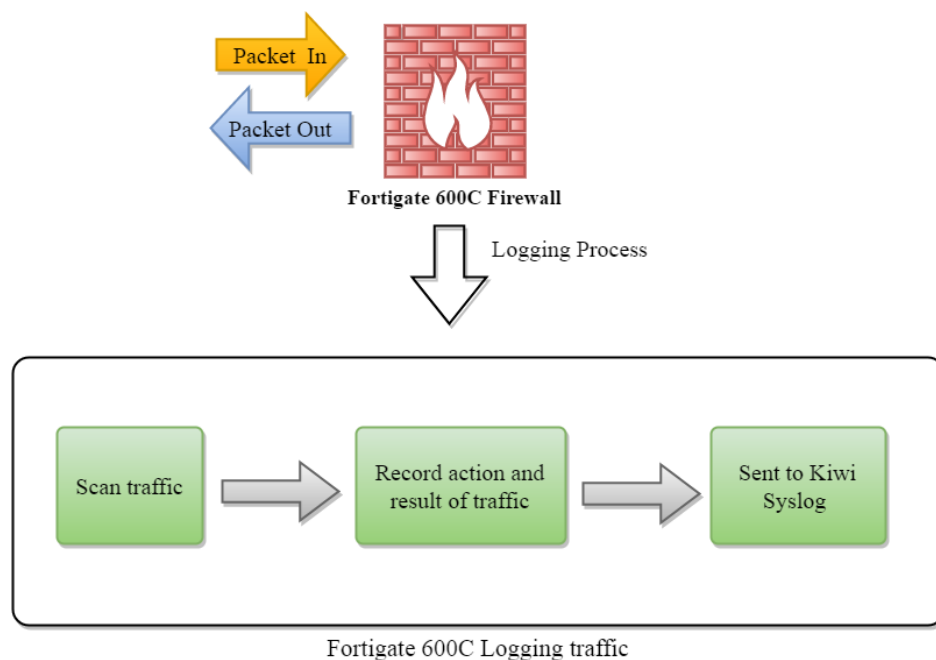 Packet In
Packet Out
Fortigate 600C Firewall
Logging Process
Scan traffic
Record action and
result of traffic
Sent to Kiwi
Syslog
Fortigate 600C Logging traffic